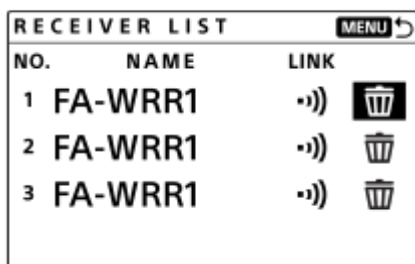 RECEIVER LIST MENU
NO. NAME LINK
1 FA-WRR1
2 FA-WRR1
3 FA-WRR1